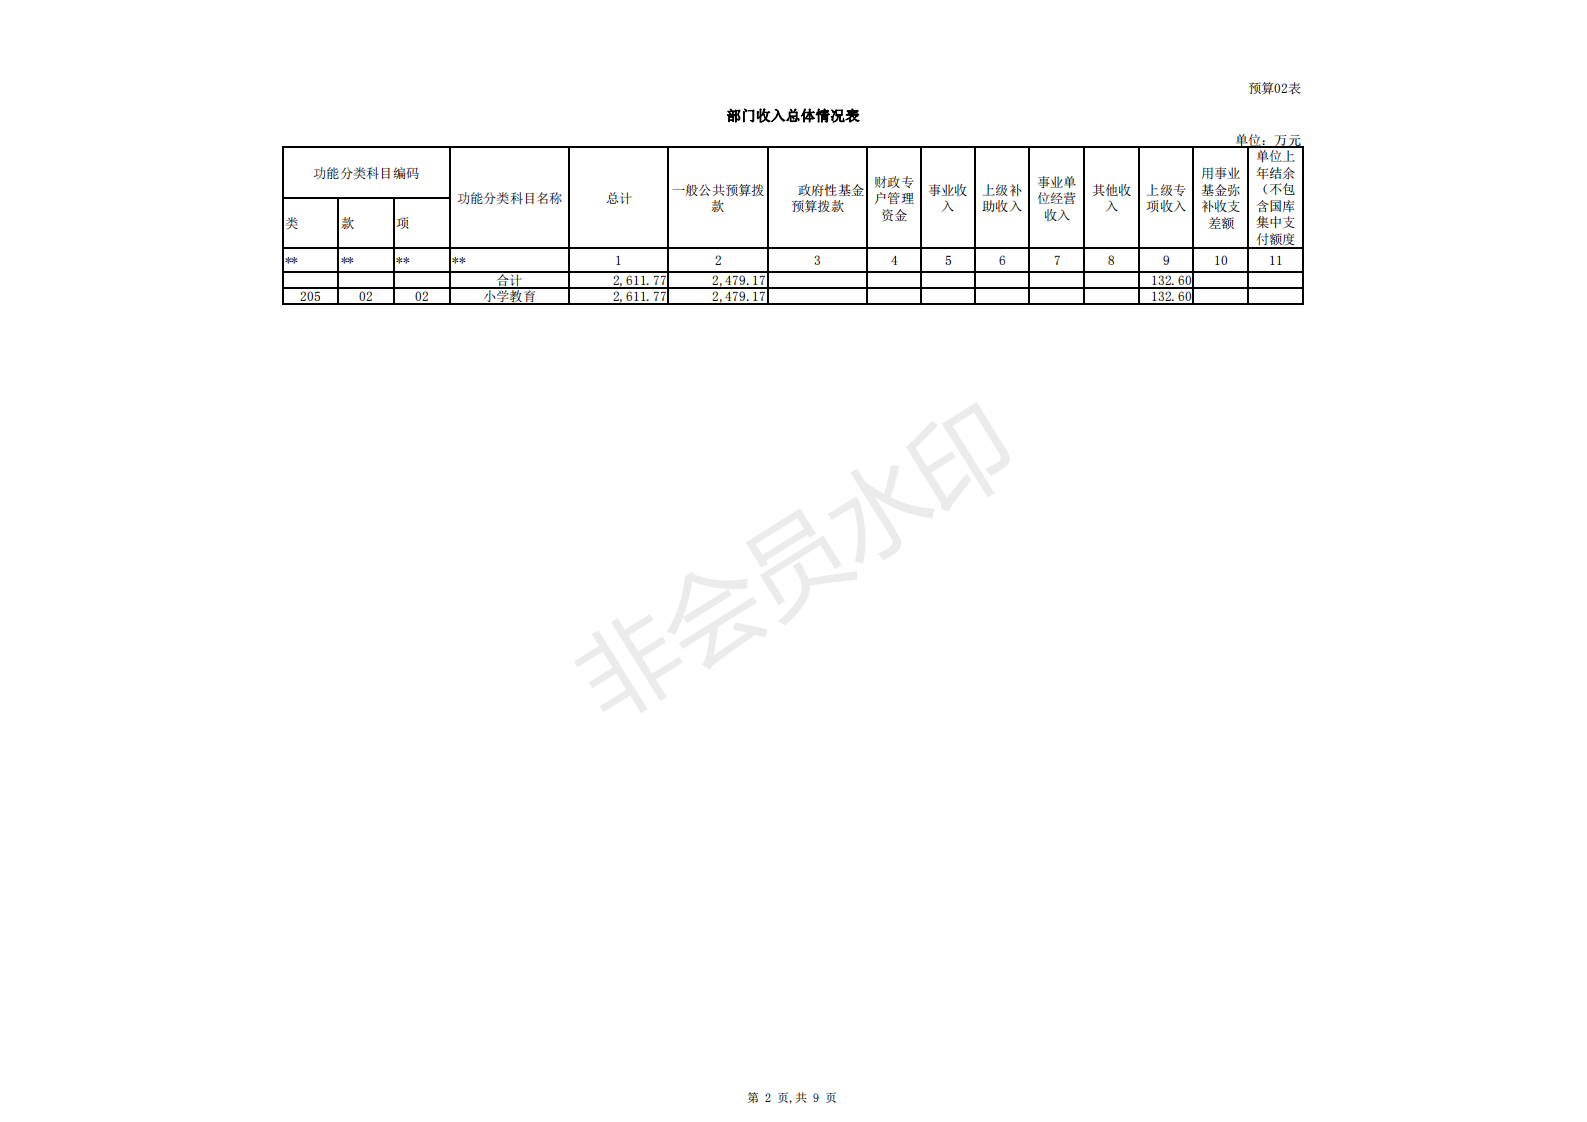 预算02表
部门收入总体情况表
单位：万元
功能分类科目编码 功能分类科目名称 总计 一般公共预算拨款 政府性基金预算拨款 财政专户管理资金 事业收入 上级补助收入 事业单位经营收入 其他收入 上级专项收入 用事业基金弥补收支差额 单位上年结余（不包含国库集中支付额度
类 款 项
** ** ** ** 1 2 3 4 5 6 7 8 9 10 11
合计 2,611.77 2,479.17 132.60
205 02 02 小学教育 2,611.77 2,479.17 132.60
非会员水印
第 2 页,共 9 页